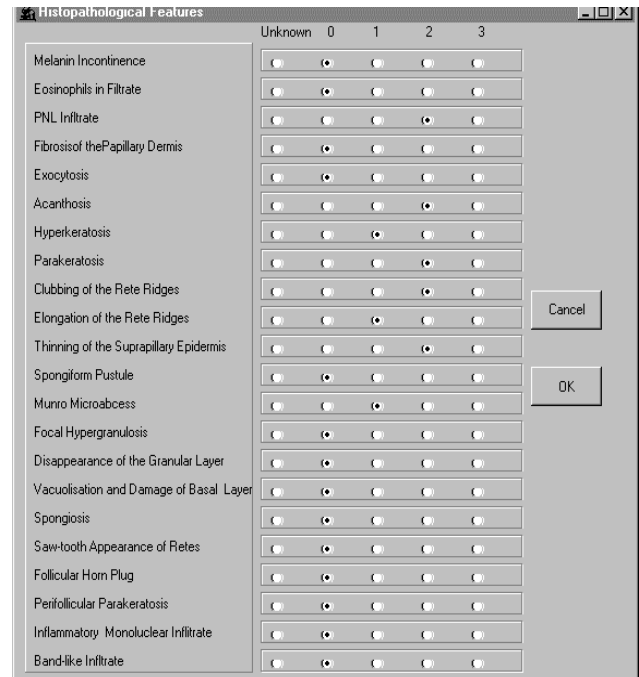 Histopathological Features
Unknown 0 1 2 3
Melanin Incontinence
Eosinophils in Filtrate
PNL Infltrate
Fibrosisof thePapillary Dermis
Exocytosis
Acanthosis
Hyperkeratosis
Parakeratosis
Clubbing of the Rete Ridges
Cancel
Elongation of the Rete Ridges
Thinning of the Suprapillary Epidermis
Spongiform Pustule
OK
Munro Microabcess
Focal Hypergranulosis
Disappearance of the Granular Layer
Vacuolisation and Damage of Basal Layer
Spongiosis
Saw-tooth Appearance of Retes
Follicular Horn Plug
Perifollicular Parakeratosis
Inflammatory Monoluclear Inflitrate
Band-like Infltrate